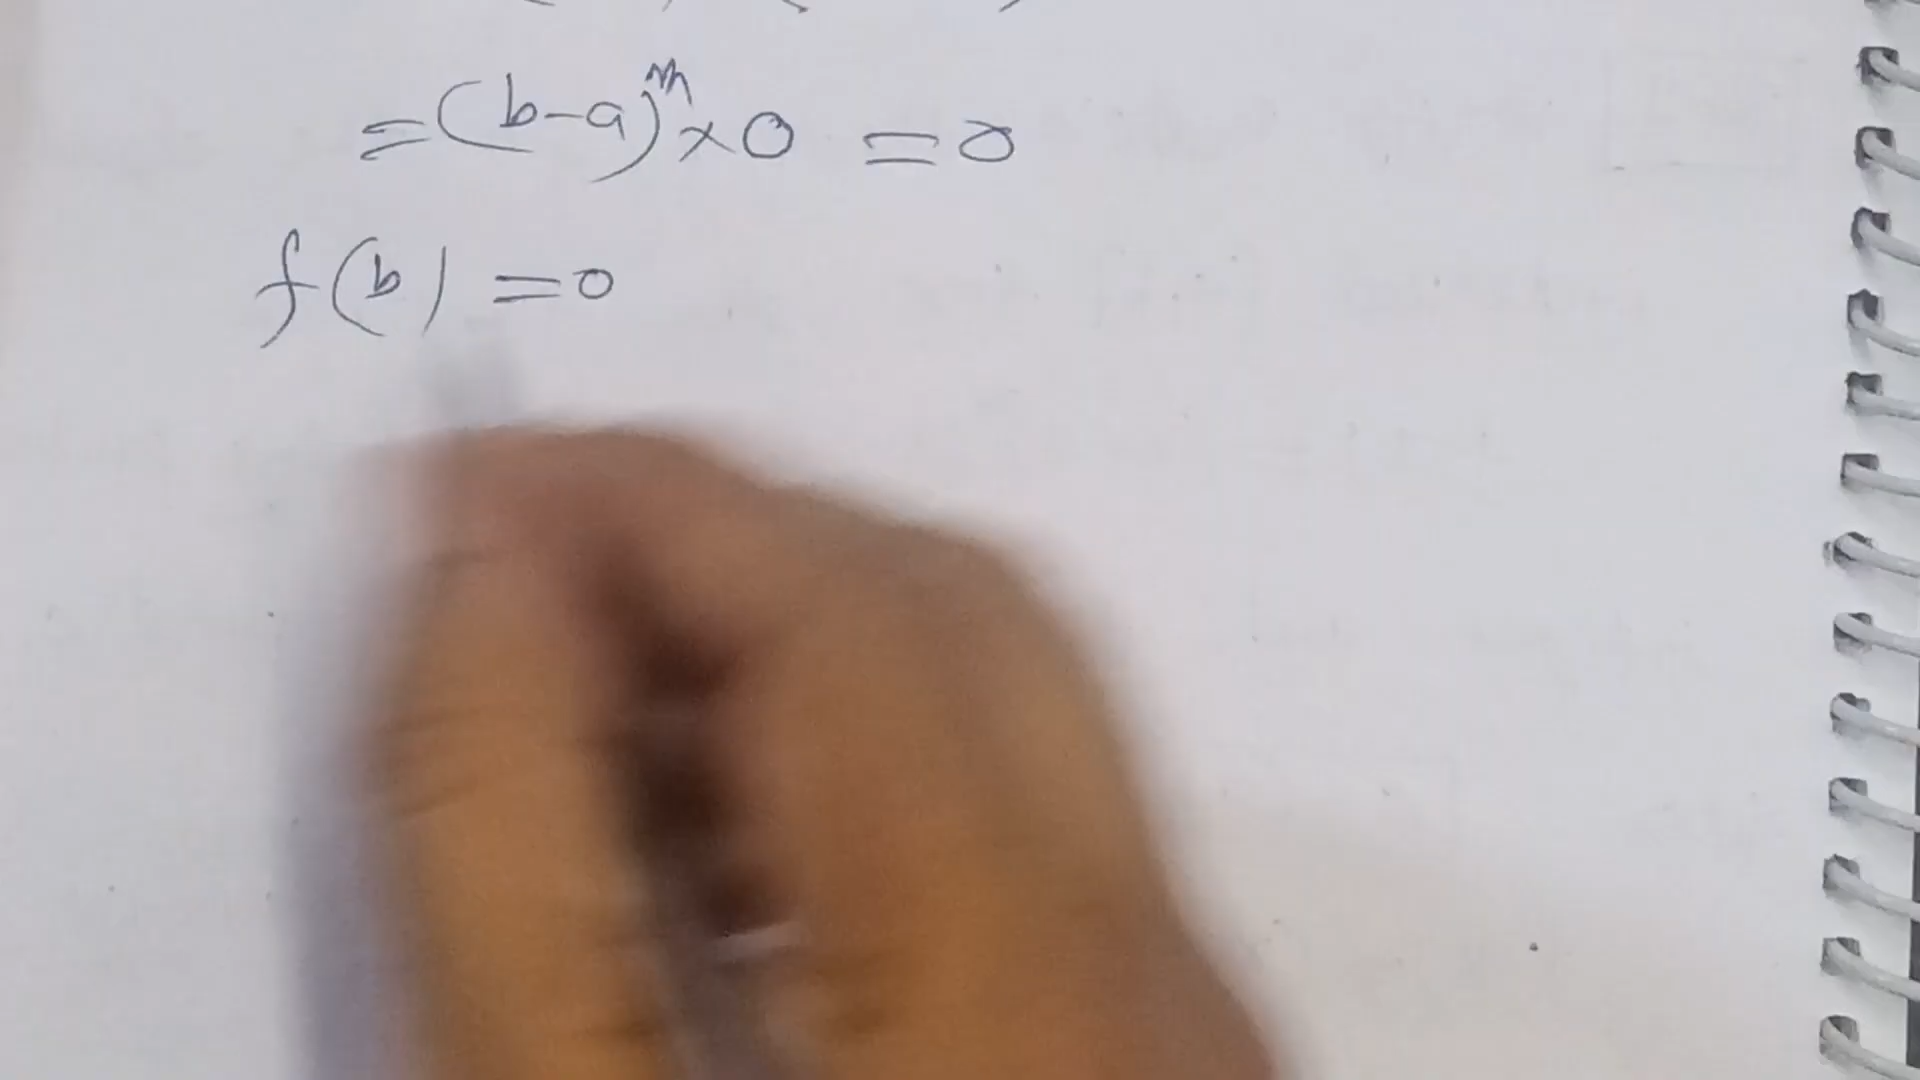 =(b-a)^m×0 =0
f(b) =0